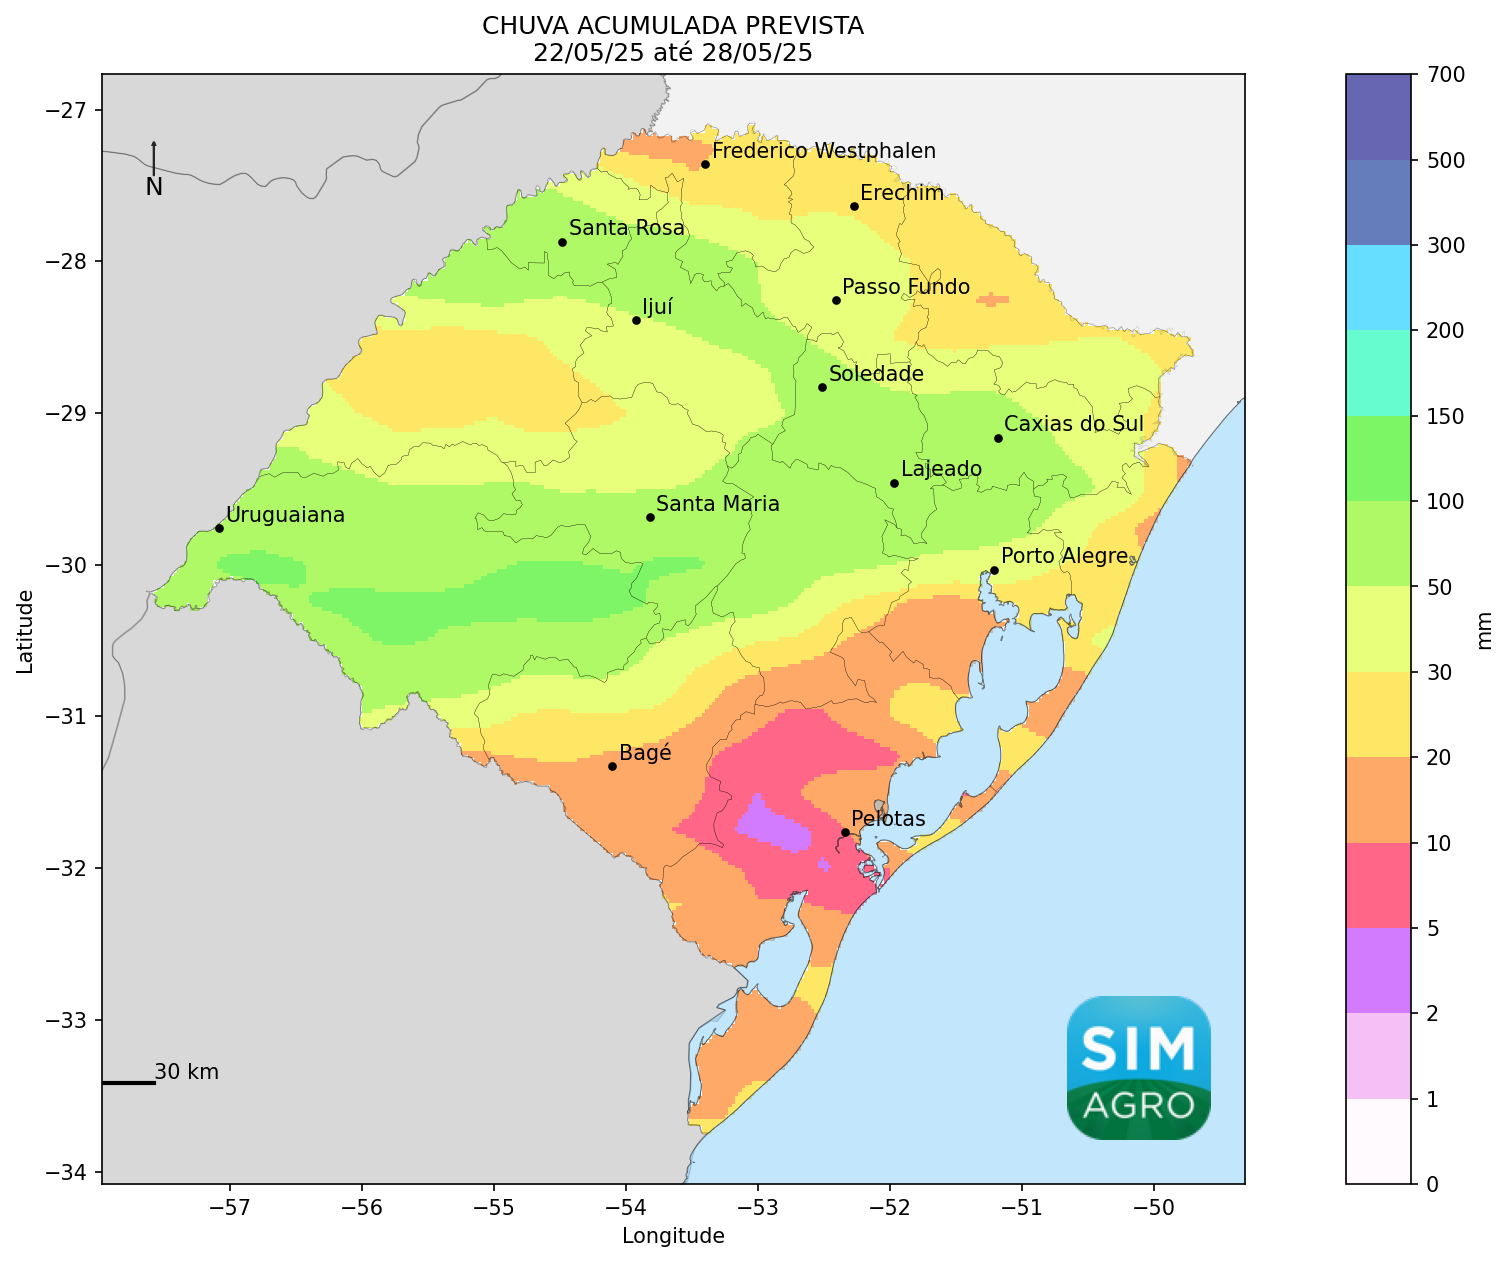 CHUVA ACUMULADA PREVISTA
22/05/25 até 28/05/25
−27
−28
−29
−30
−31
−32
−33
−34
Latitude
N
Frederico Westphalen
Erechim
Santa Rosa
Passo Fundo
Ijuí
Soledade
Caxias do Sul
Lajeado
Santa Maria
Uruguaiana
Porto Alegre
Bagé
Pelotas
30 km
SIM
AGRO
−57
−56
−55
−54
−53
−52
−51
−50
Longitude
700
500
300
200
150
100
50
30
20
10
5
2
1
0
mm